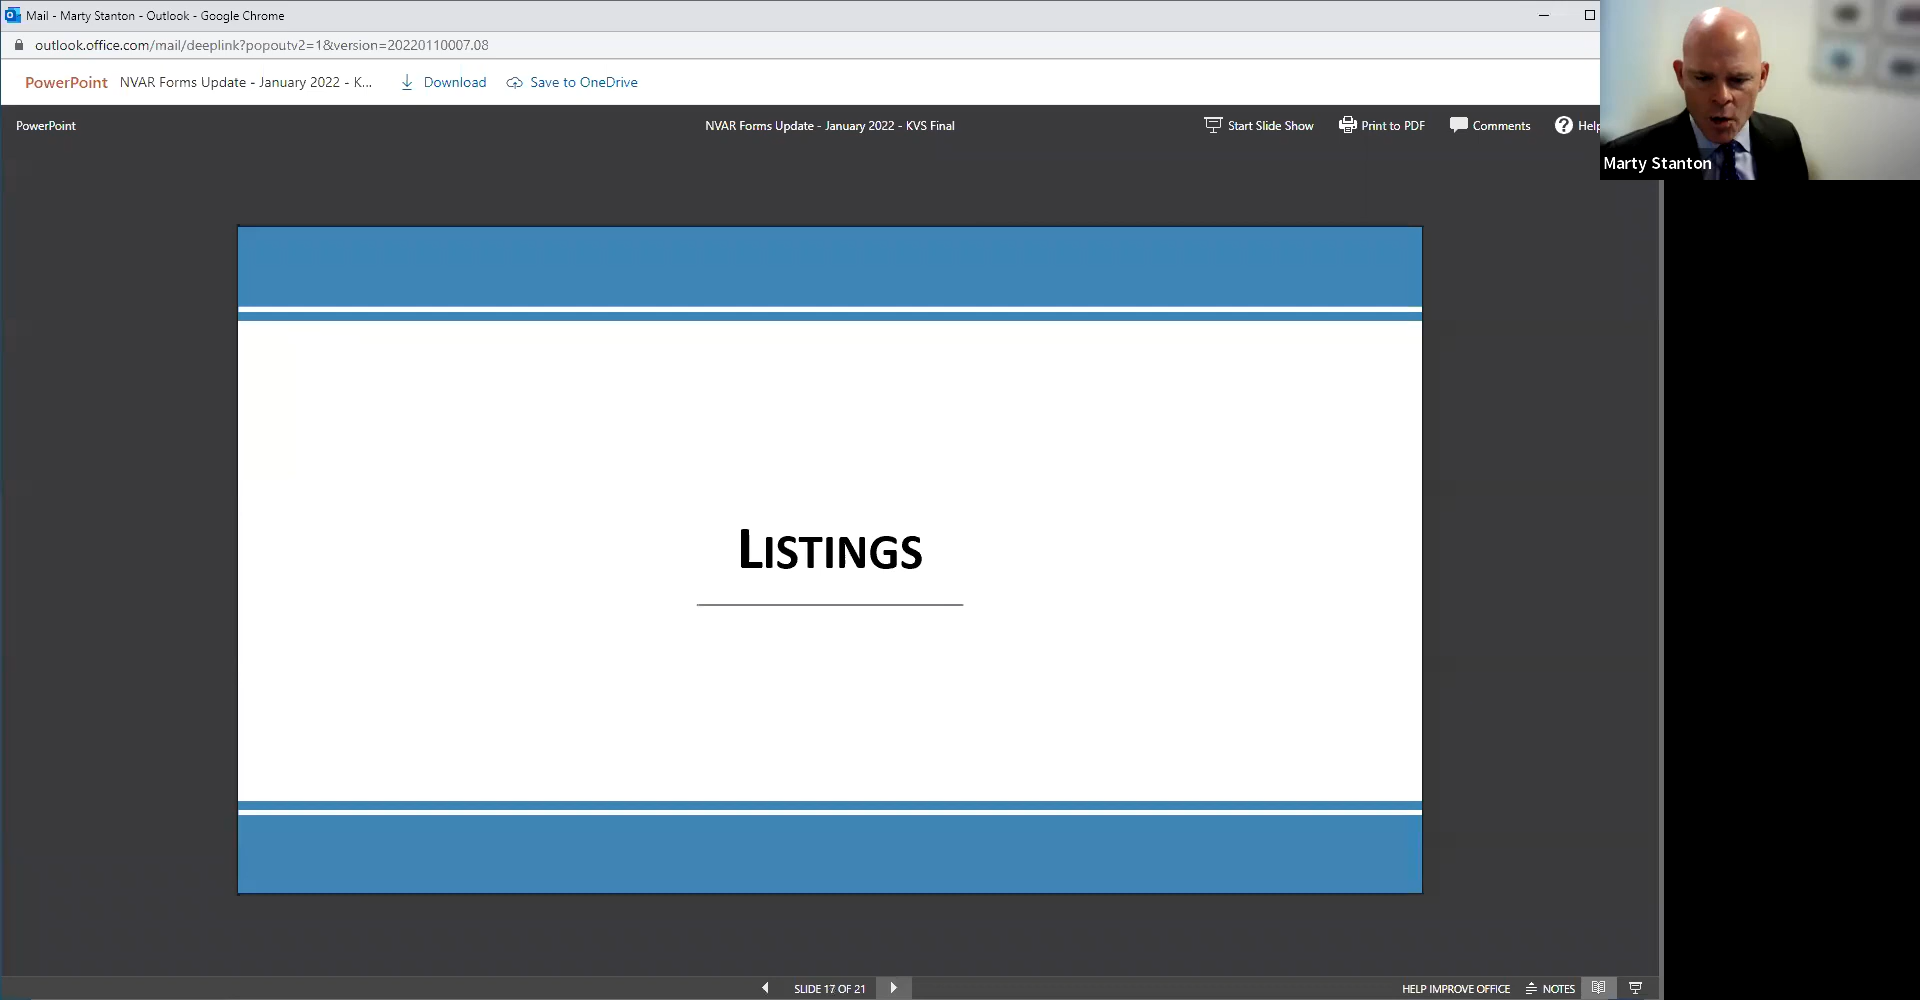 Mail - Marty Stanton - Outlook - Google Chrome
outlook.office.com/mail/deeplink?popoutv2=1&version=20220110007.08
PowerPoint NVAR Forms Update - January 2022 - K... Download Save to OneDrive
PowerPoint NVAR Forms Update - January 2022 - KVS Final Start Slide Show Print to PDF Comments Help
Marty Stanton
LISTINGS
SLIDE 17 OF 21 HELP IMPROVE OFFICE NOTES